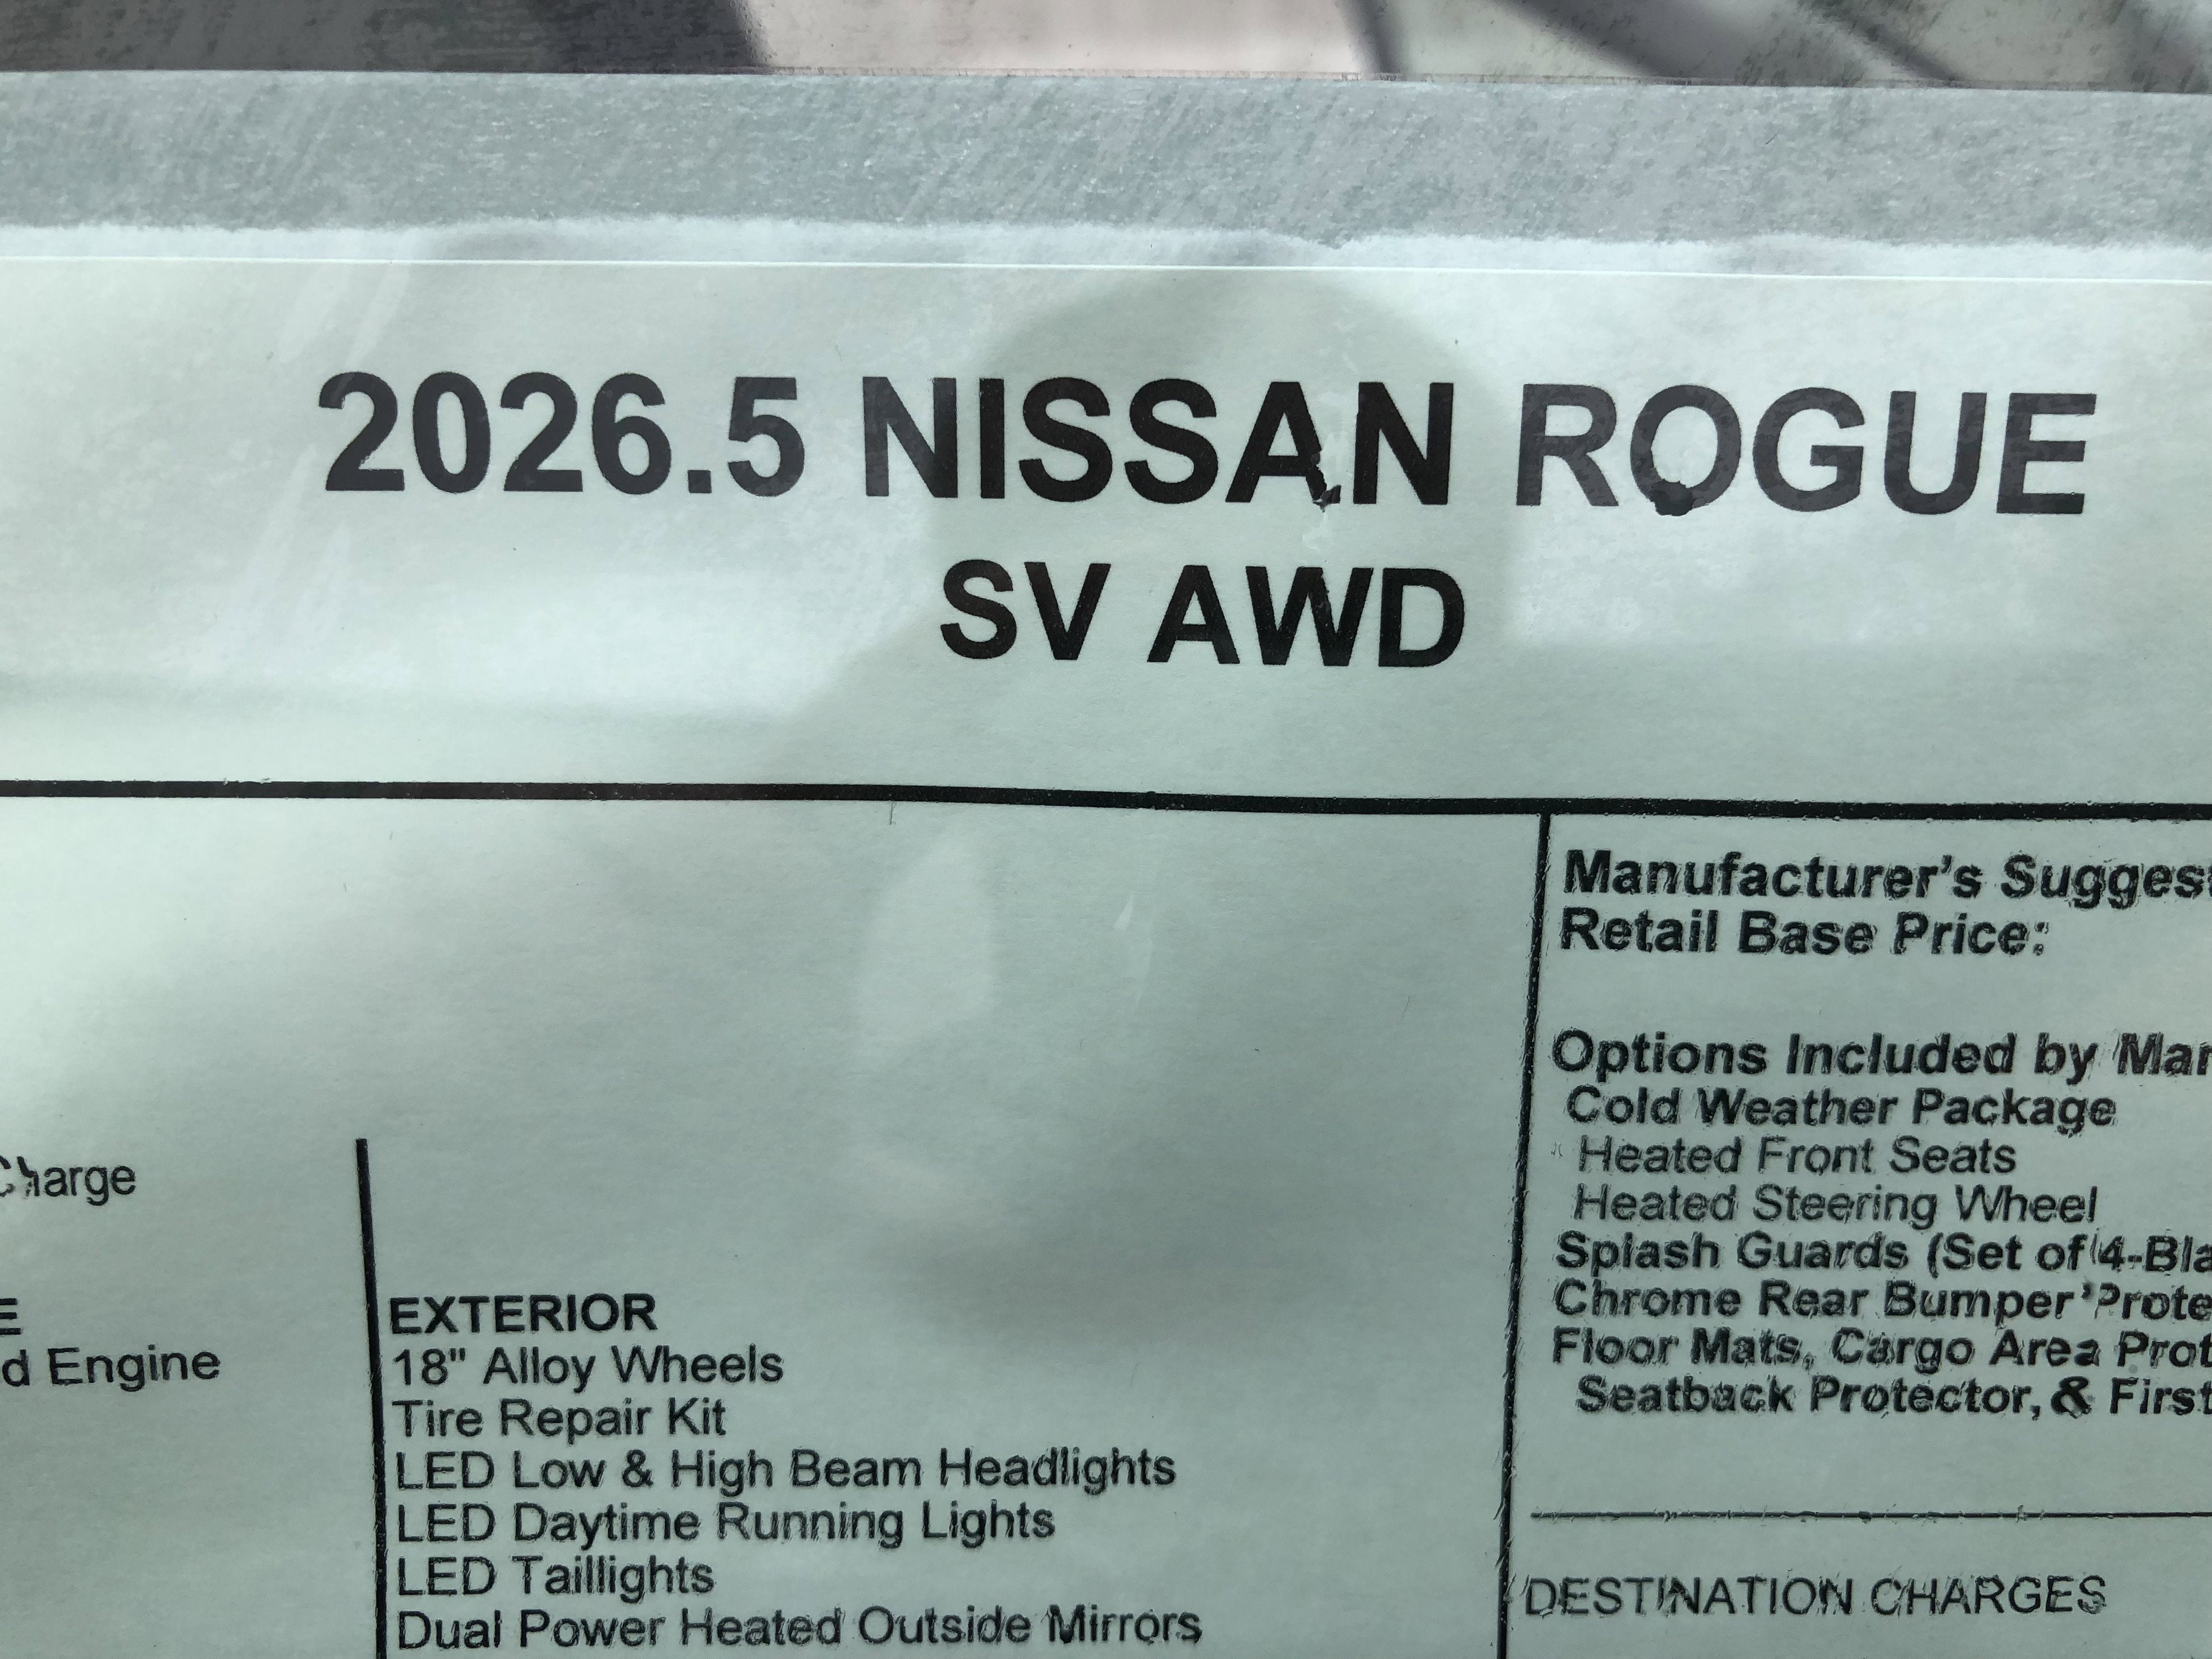 2026.5 NISSAN ROGUE
SV AWD
Manufacturer's
Retail Base Price:
Options Included by
Cold Weather Package
Heated Front Seats
Heated Steering Wheel
Splash Guards (Set of 4-
Chrome Rear Bumper
Floor Mats, Cargo Area
Seatback Protector, & First
DESTINATION CHARGES
Charge
Engine
EXTERIOR
18" Alloy Wheels
Tire Repair Kit
LED Low & High Beam Headlights
LED Daytime Running Lights
LED Taillights
Dual Power Heated Outside Mirrors